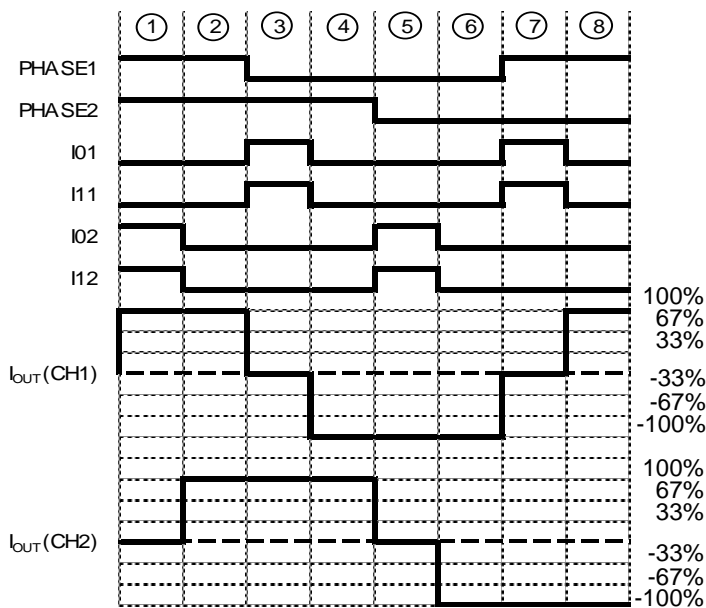 ① ② ③ ④ ⑤ ⑥ ⑦ ⑧
PHASE1
PHASE2
I01
I11
I02
I12
100%
67%
33%
IOUT(CH1)
-33%
-67%
-100%
100%
67%
33%
IOUT(CH2)
-33%
-67%
-100%